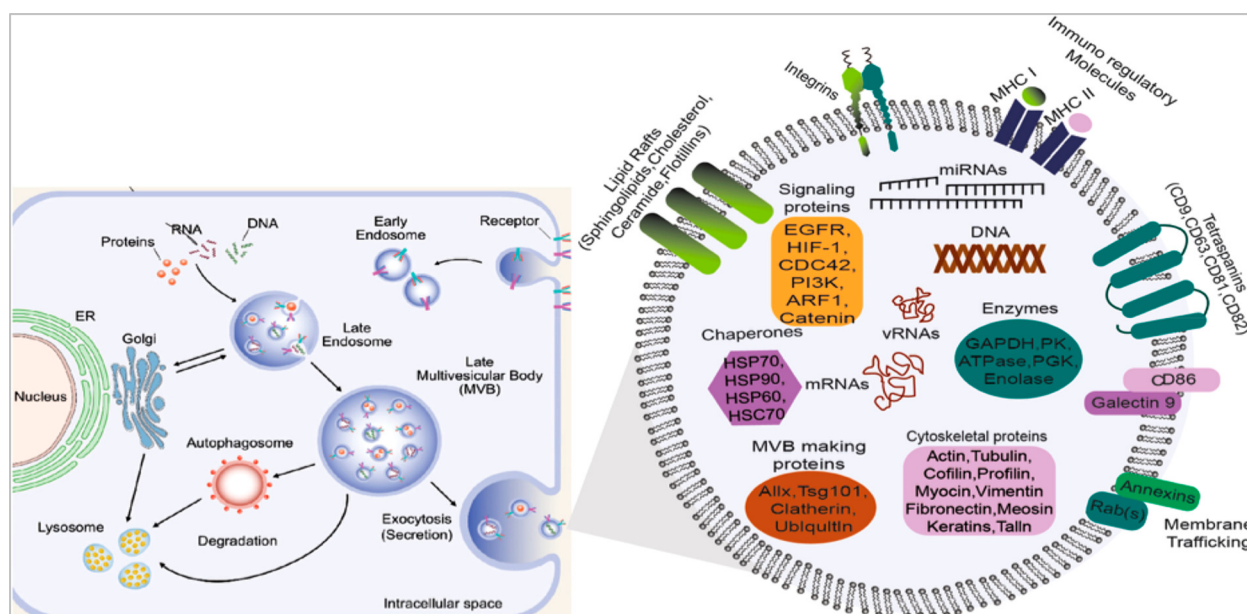 Proteins
RNA
DNA
Early
Endosome
Receptor
ER
Golgi
Late
Endosome
Late
Multivesicular
Body (MVB)
Nucleus
Autophagosome
Lysosome
Degradation
Exocytosis
(Secretion)
Intracellular space
Lipid Rafts
(Sphingolipids,Cholesterol,
Ceramide,Flotillins)
Integrins
MHC I
MHC II
Immuno regulatory
Molecules
Signaling
proteins
EGFR,
HIF-1,
CDC42,
PI3K,
ARF1,
Catenin
miRNAs
DNA
Tetraspanins
(CD9,CD63,CD81,CD82)
Chaperones
HSP70,
HSP90,
HSP60,
HSC70
vRNAs
mRNAs
Enzymes
GAPDH,PK,
ATPase,PGK,
Enolase
CD86
Galectin 9
MVB making
proteins
Allx,Tsg101,
Clatherin,
UbIquItIn
Cytoskeletal proteins
Actin,Tubulin,
Cofilin,Profilin,
Myocin,Vimentin
Fibronectin,Meosin
Keratins,Talln
Annexins
Rab(s)
Membrane
Trafficking